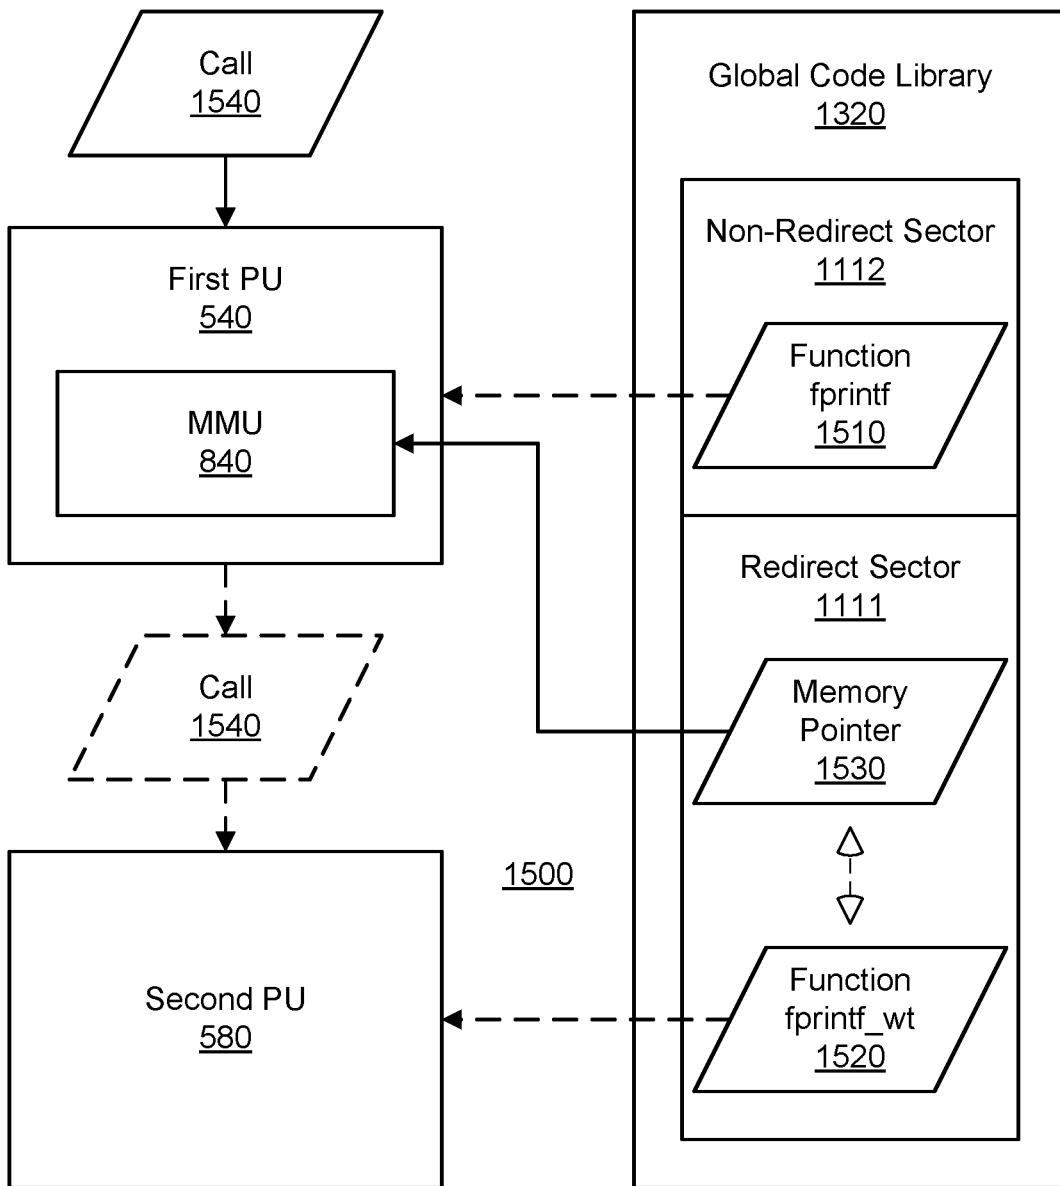 Call
1540
First PU
540
MMU
840
Call
1540
Second PU
580
1500
Global Code Library
1320
Non-Redirect Sector
1112
Function
fprintf
1510
Redirect Sector
1111
Memory
Pointer
1530
Function
fprintf_wt
1520